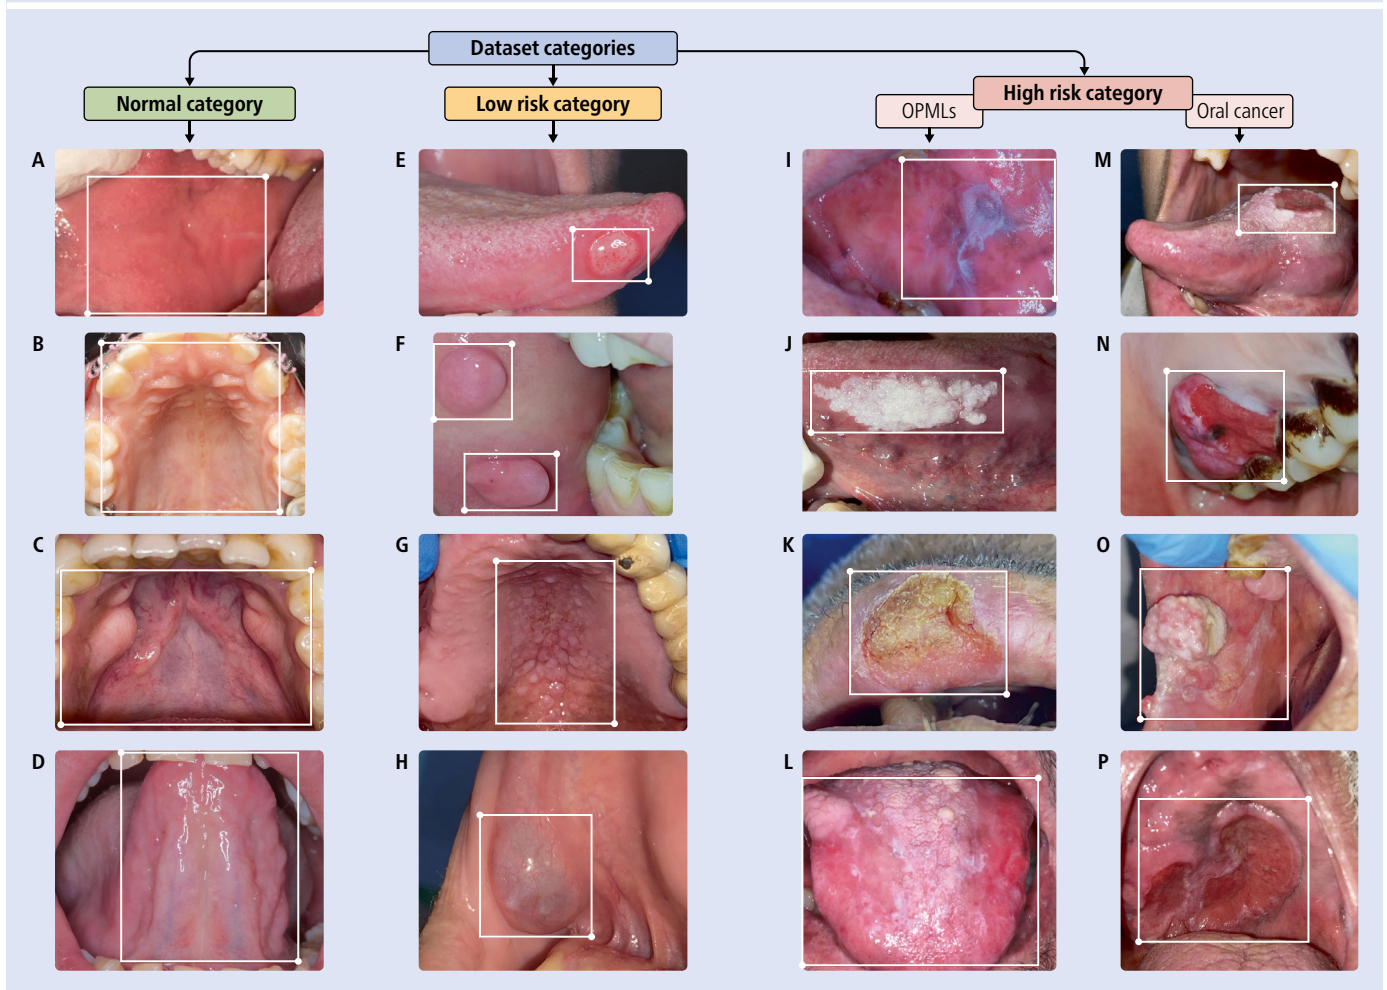 Dataset categories
Normal category
Low risk category
High risk category
OPMLs
Oral cancer
A
E
I
M
B
F
J
N
C
G
K
O
D
H
L
P